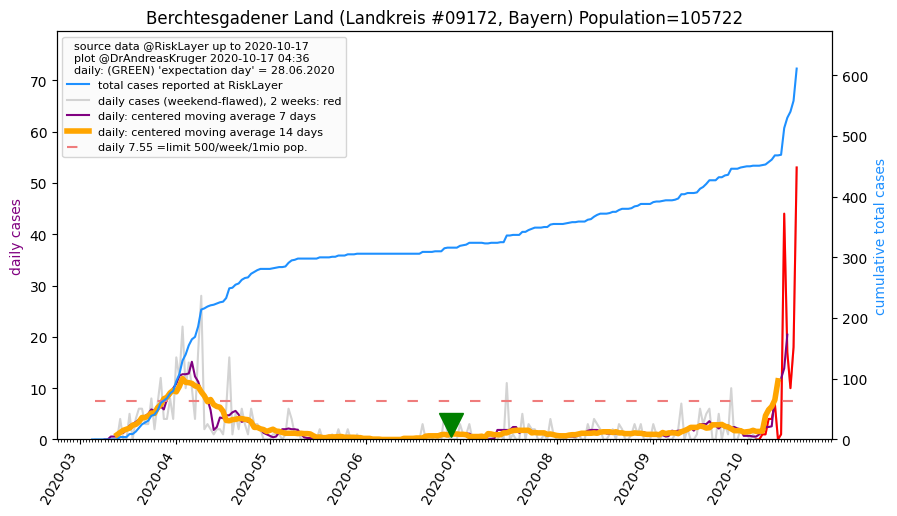 Berchtesgadener Land (Landkreis #09172, Bayern) Population=105722
source data @RiskLayer up to 2020-10-17
plot @DrAndreasKruger 2020-10-17 04:36
daily: (GREEN) 'expectation day' = 28.06.2020
total cases reported at RiskLayer
daily cases (weekend-flawed), 2 weeks: red
daily: centered moving average 7 days
daily: centered moving average 14 days
daily 7.55 =limit 500/week/1mio pop.
daily cases
70
60
50
40
30
20
10
0
cumulative total cases
600
500
400
300
200
100
0
2020-03
2020-04
2020-05
2020-06
2020-07
2020-08
2020-09
2020-10